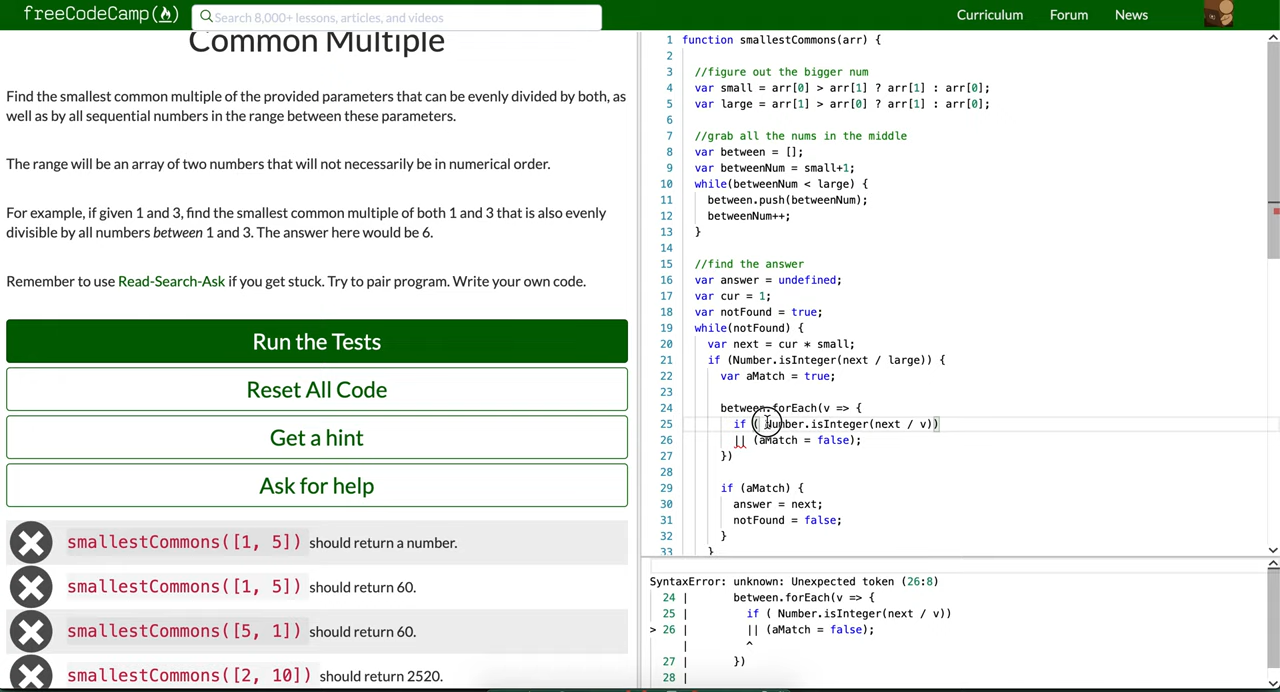 freeCodeCamp
Search 8,000+ lessons, articles, and videos
Curriculum
Forum
News
Common Multiple
Find the smallest common multiple of the provided parameters that can be evenly divided by both, as
well as by all sequential numbers in the range between these parameters.
The range will be an array of two numbers that will not necessarily be in numerical order.
For example, if given 1 and 3, find the smallest common multiple of both 1 and 3 that is also evenly
divisible by all numbers between 1 and 3. The answer here would be 6.
Remember to use Read-Search-Ask if you get stuck. Try to pair program. Write your own code.
Run the Tests
Reset All Code
Get a hint
Ask for help
smallestCommons([1, 5]) should return a number.
smallestCommons([1, 5]) should return 60.
smallestCommons([5, 1]) should return 60.
smallestCommons([2, 10]) should return 2520.
1 function smallestCommons(arr) {
2
3 //figure out the bigger num
4 var small = arr[0] > arr[1] ? arr[1] : arr[0];
5 var large = arr[1] > arr[0] ? arr[1] : arr[0];
6
7 //grab all the nums in the middle
8 var between = [];
9 var betweenNum = small+1;
10 while(betweenNum < large) {
11 between.push(betweenNum);
12 betweenNum++;
13 }
14
15 //find the answer
16 var answer = undefined;
17 var cur = 1;
18 var notFound = true;
19 while(notFound) {
20 var next = cur * small;
21 if (Number.isInteger(next / large)) {
22 var aMatch = true;
23
24 between.forEach(v => {
25 if ( Number.isInteger(next / v))
26 || (aMatch = false);
27 })
28
29 if (aMatch) {
30 answer = next;
31 notFound = false;
32 }
33 }
SyntaxError: unknown: Unexpected token (26:8)
24 | between.forEach(v => {
25 | if ( Number.isInteger(next / v))
> 26 | || (aMatch = false);
| ^
27 | })
28 |